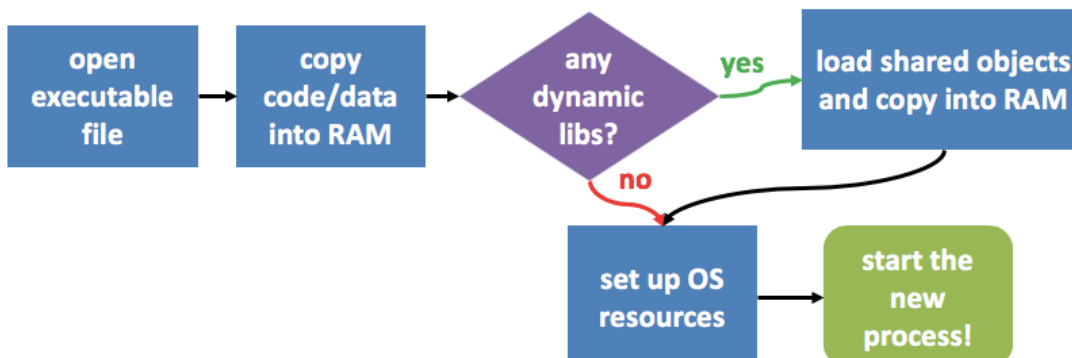 open
executable
file
copy
code/data
into RAM
any
dynamic
libs?
yes
load shared objects
and copy into RAM
no
set up OS
resources
start the
new
process!